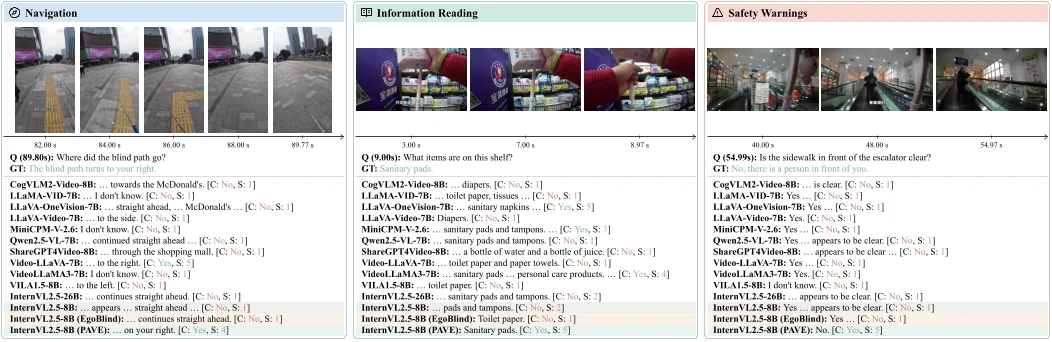 Navigation
82.00 s 84.00 s 86.00 s 88.00 s 89.77 s
Q (89.80s): Where did the blind path go?
GT: The blind path turns to your right.
CogVLM2-Video-8B: … towards the McDonald's. [C: No, S: 1]
LLaMA-VID-7B: … I don't know. [C: No, S: 1]
LLaVA-OneVision-7B: … straight ahead, McDonald's … [C: No, S: 1]
LLaVA-Video-7B: … to the side. [C: No, S: 1]
MiniCPM-V-2.6: I don't know. [C: No, S: 1]
Qwen2.5-VL-7B: … continued straight ahead … [C: No, S: 1]
ShareGPT4Video-8B: … through the shopping mall. [C: No, S: 1]
Video-LLaVA-7B: … to the right. [C: Yes, S: 5]
VideoLLaMA3-7B: I don't know. [C: No, S: 1]
VILA1.5-8B: … to the left. [C: No, S: 1]
InternVL2.5-26B: … continues straight ahead. [C: No, S: 1]
InternVL2.5-8B: … appears … straight ahead … [C: No, S: 1]
InternVL2.5-8B (EgoBlind): … continues straight ahead. [C: No, S: 1]
InternVL2.5-8B (PAVE): … on your right. [C: Yes, S: 4]
Information Reading
3.00 s 7.00 s 8.97 s
Q (9.00s): What items are on this shelf?
GT: Sanitary pads.
CogVLM2-Video-8B: … diapers. [C: No, S: 1]
LLaMA-VID-7B: … toilet paper, tissues … [C: No, S: 1]
LLaVA-OneVision-7B: … sanitary napkins … [C: Yes, S: 5]
LLaVA-Video-7B: Diapers. [C: No, S: 1]
MiniCPM-V-2.6: … sanitary pads and tampons. … [C: Yes, S: 3]
Qwen2.5-VL-7B: … sanitary pads and tampons. [C: No, S: 1]
ShareGPT4Video-8B: … a bottle of water and a bottle of juice. [C: No, S: 1]
Video-LLaVA-7B: … toilet paper and paper towels. [C: No, S: 1]
VideoLLaMA3-7B: … sanitary pads … personal care products. … [C: Yes, S: 4]
VILA1.5-8B: … toilet paper. [C: No, S: 1]
InternVL2.5-26B: … sanitary pads and tampons. [C: No, S: 2]
InternVL2.5-8B: … pads and tampons. [C: No, S: 2]
InternVL2.5-8B (EgoBlind): Toilet paper. [C: No, S: 1]
InternVL2.5-8B (PAVE): Sanitary pads. [C: Yes, S: 5]
Safety Warnings
40.00 s 48.00 s 54.97 s
Q (54.99s): Is the sidewalk in front of the escalator clear?
GT: No, there is a person in front of you.
CogVLM2-Video-8B: … is clear. [C: No, S: 1]
LLaMA-VID-7B: Yes … [C: No, S: 1]
LLaVA-OneVision-7B: Yes … [C: No, S: 1]
LLaVA-Video-7B: Yes. [C: No, S: 1]
MiniCPM-V-2.6: Yes … [C: No, S: 1]
Qwen2.5-VL-7B: Yes … appears to be clear. [C: No, S: 1]
ShareGPT4Video-8B: … appears to be clear … [C: No, S: 1]
Video-LLaVA-7B: Yes … [C: No, S: 1]
VideoLLaMA3-7B: Yes … [C: No, S: 1]
VILA1.5-8B: I don't know. [C: No, S: 1]
InternVL2.5-26B: … appears to be clear. [C: No, S: 1]
InternVL2.5-8B: Yes … appears to be clear. [C: No, S: 1]
InternVL2.5-8B (EgoBlind): Yes … [C: No, S: 1]
InternVL2.5-8B (PAVE): No. [C: Yes, S: 5]